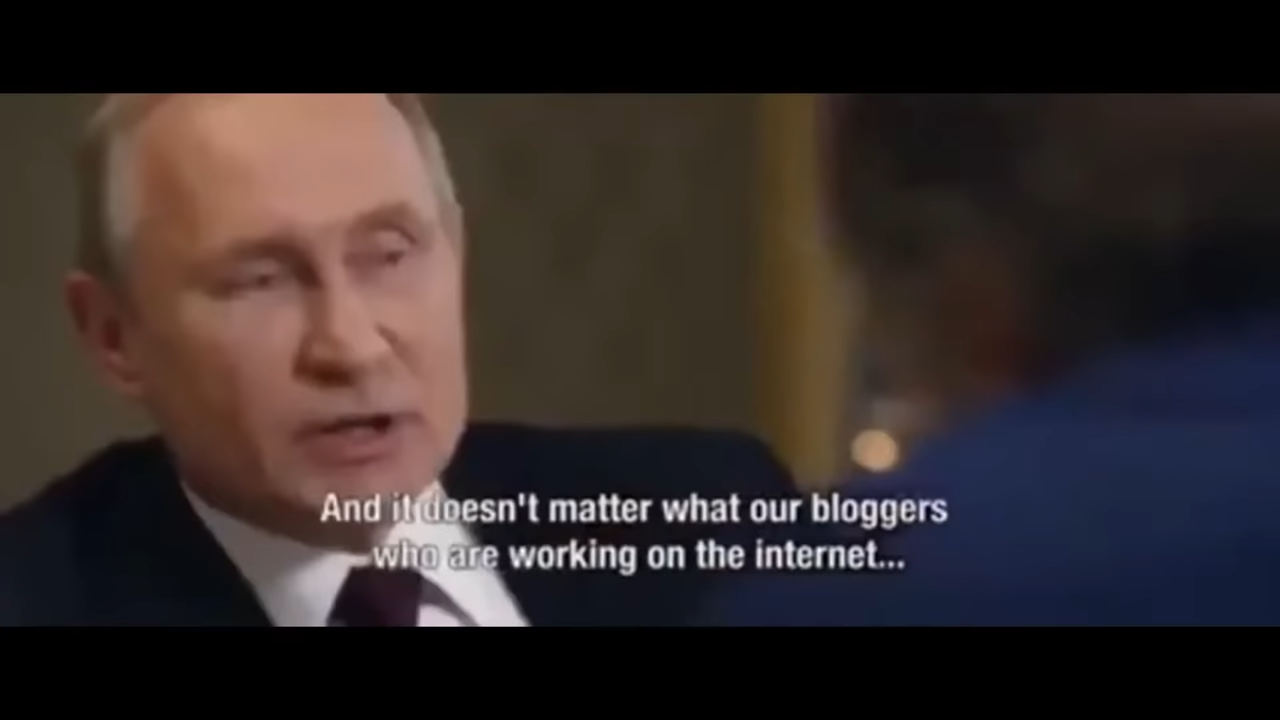 And it doesn't matter what our bloggers
who are working on the internet...